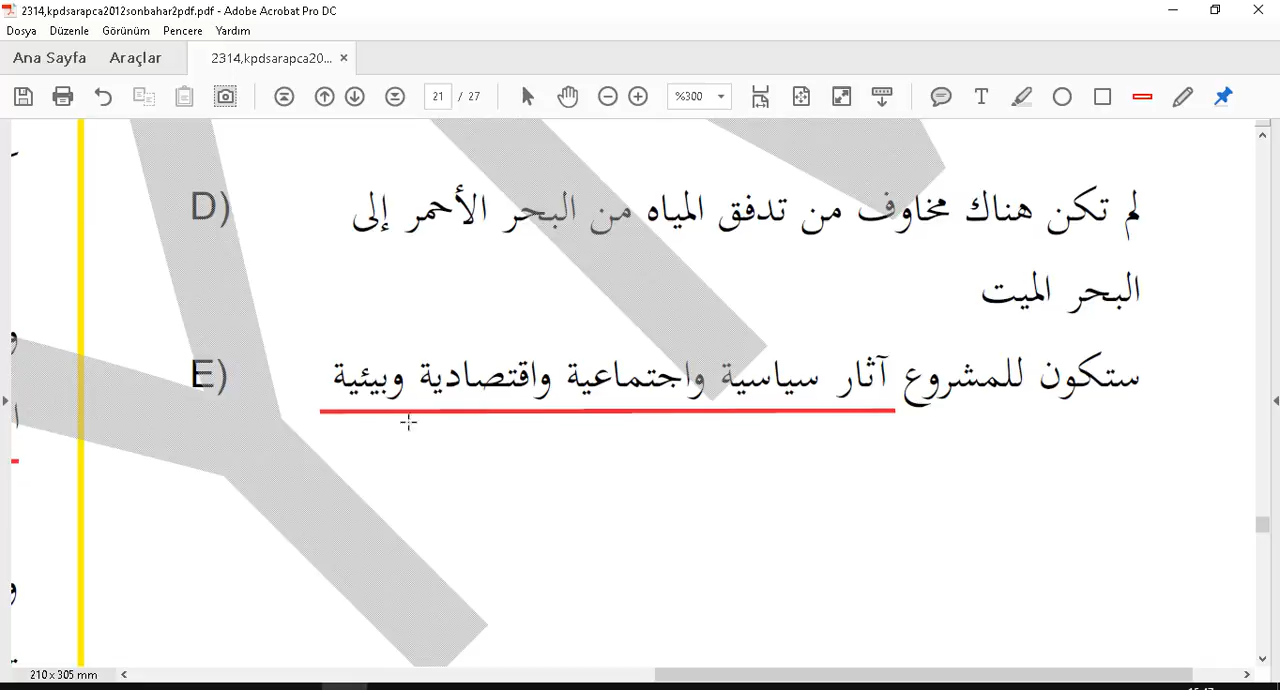 2314,kpdsarapca2012sonbahar2pdf.pdf - Adobe Acrobat Pro DC
Dosya Düzenle Görünüm Pencere Yardım
Ana Sayfa Araçlar 2314,kpdsarapca20... ×
21 / 27 %300
D) لم تكن هناك مخاوف من تدفق المياه من البحر الأحمر إلى
البحر الميت
E) ستكون للمشروع آثار سياسية واجتماعية واقتصادية وبيئية
210 x 305 mm